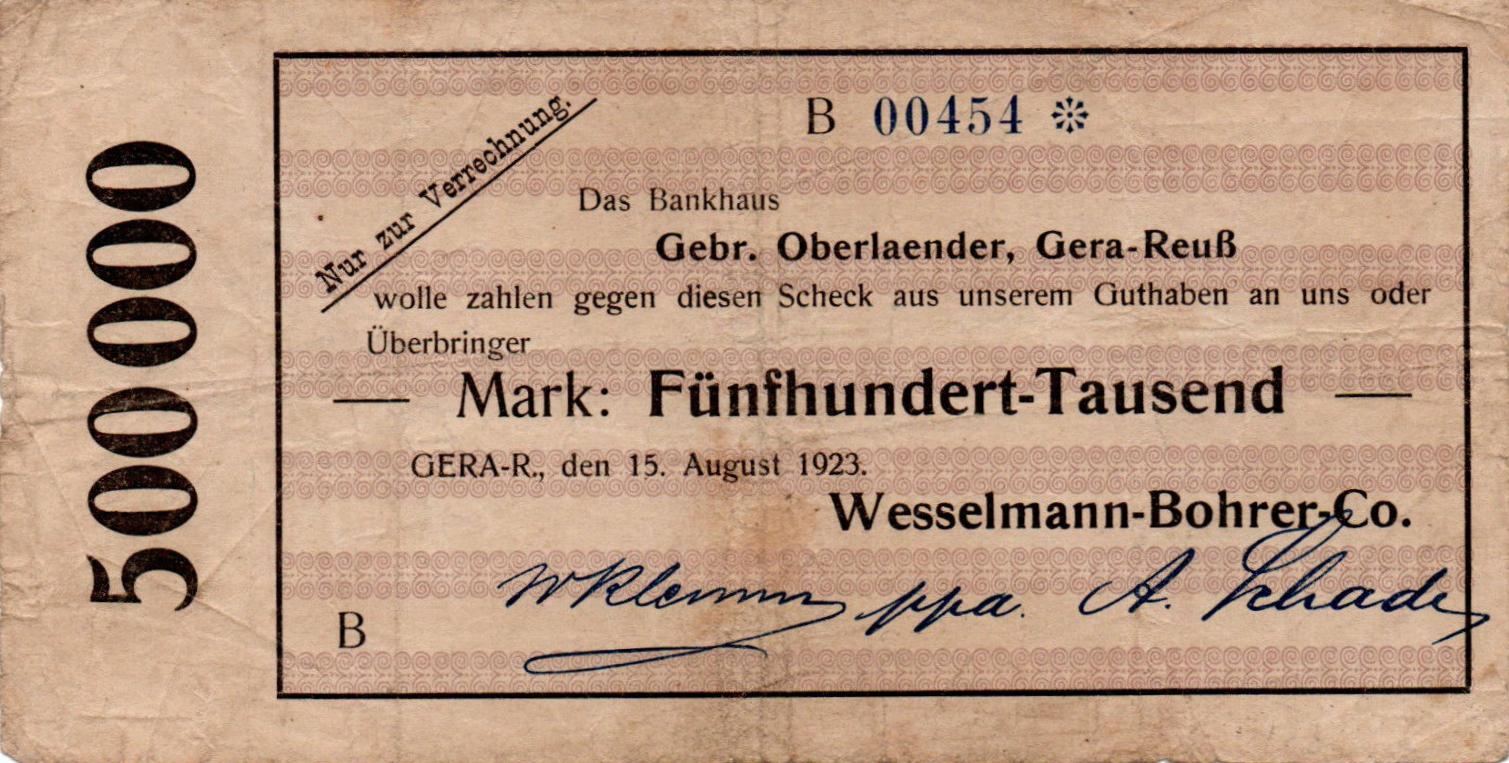 500000
B 00454 ❊
Nur zur Verrechnung.
Das Bankhaus
Gebr. Oberlaender, Gera-Reuß
wolle zahlen gegen diesen Scheck aus unserem Guthaben an uns oder
Überbringer
— Mark: Fünfhundert-Tausend —
GERA-R., den 15. August 1923.
Wesselmann-Bohrer-Co.
WKlemm ppa. A. Schade
B